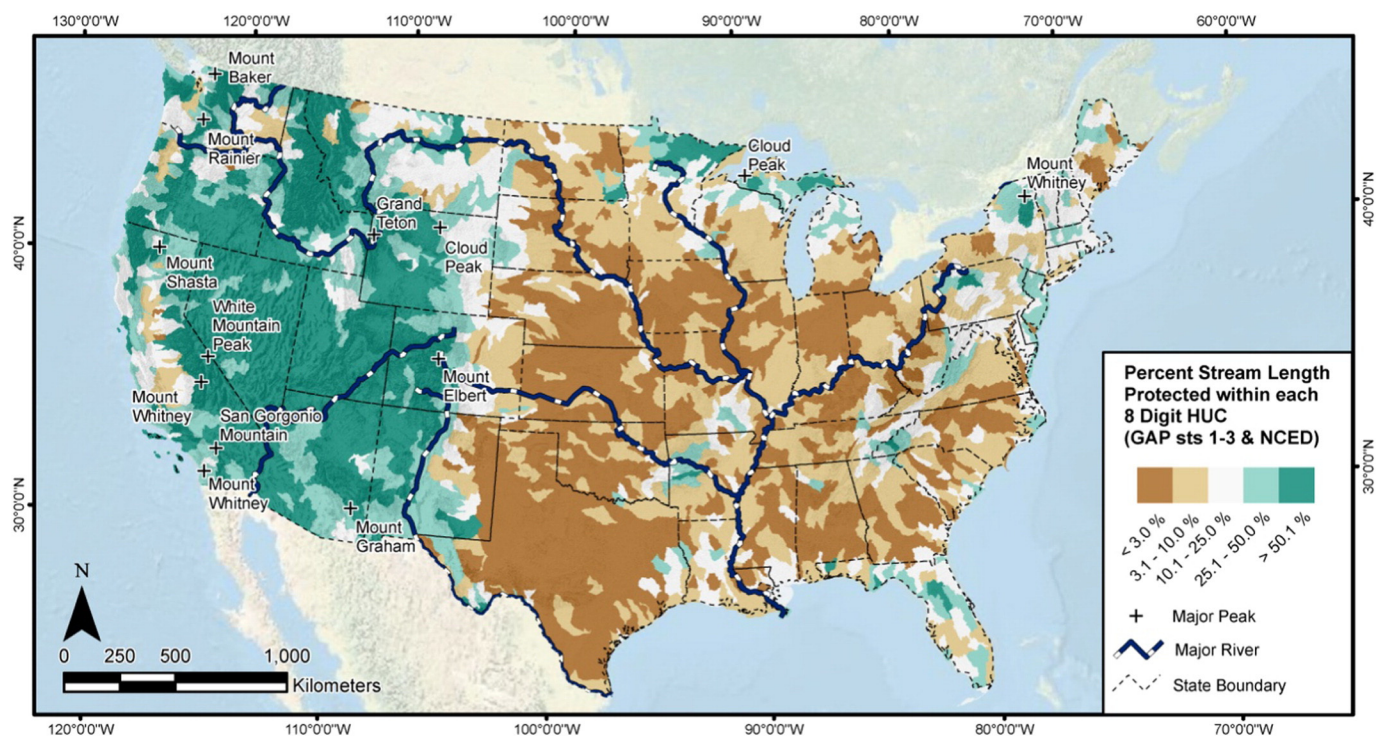 130°0'0"W 120°0'0"W 110°0'0"W 100°0'0"W 90°0'0"W 80°0'0"W 70°0'0"W 60°0'0"W
Mount
Baker
Mount
Rainier
Cloud
Peak
Mount
Whitney
40°0'0"N
40°0'0"N
Grand
Teton
Cloud
Peak
Mount
Shasta
White
Mountain
Peak
Mount
Elbert
Mount
Whitney
San Gorgonio
Mountain
Mount
Whitney
Mount
Graham
30°0'0"N
30°0'0"N
Percent Stream Length
Protected within each
8 Digit HUC
(GAP sts 1-3 & NCED)
< 3.0 %
3.1 - 10.0 %
10.1 - 25.0 %
25.1 - 50.0 %
> 50.1 %
Major Peak
Major River
State Boundary
N
0 250 500 1,000
Kilometers
120°0'0"W 110°0'0"W 100°0'0"W 90°0'0"W 80°0'0"W 70°0'0"W